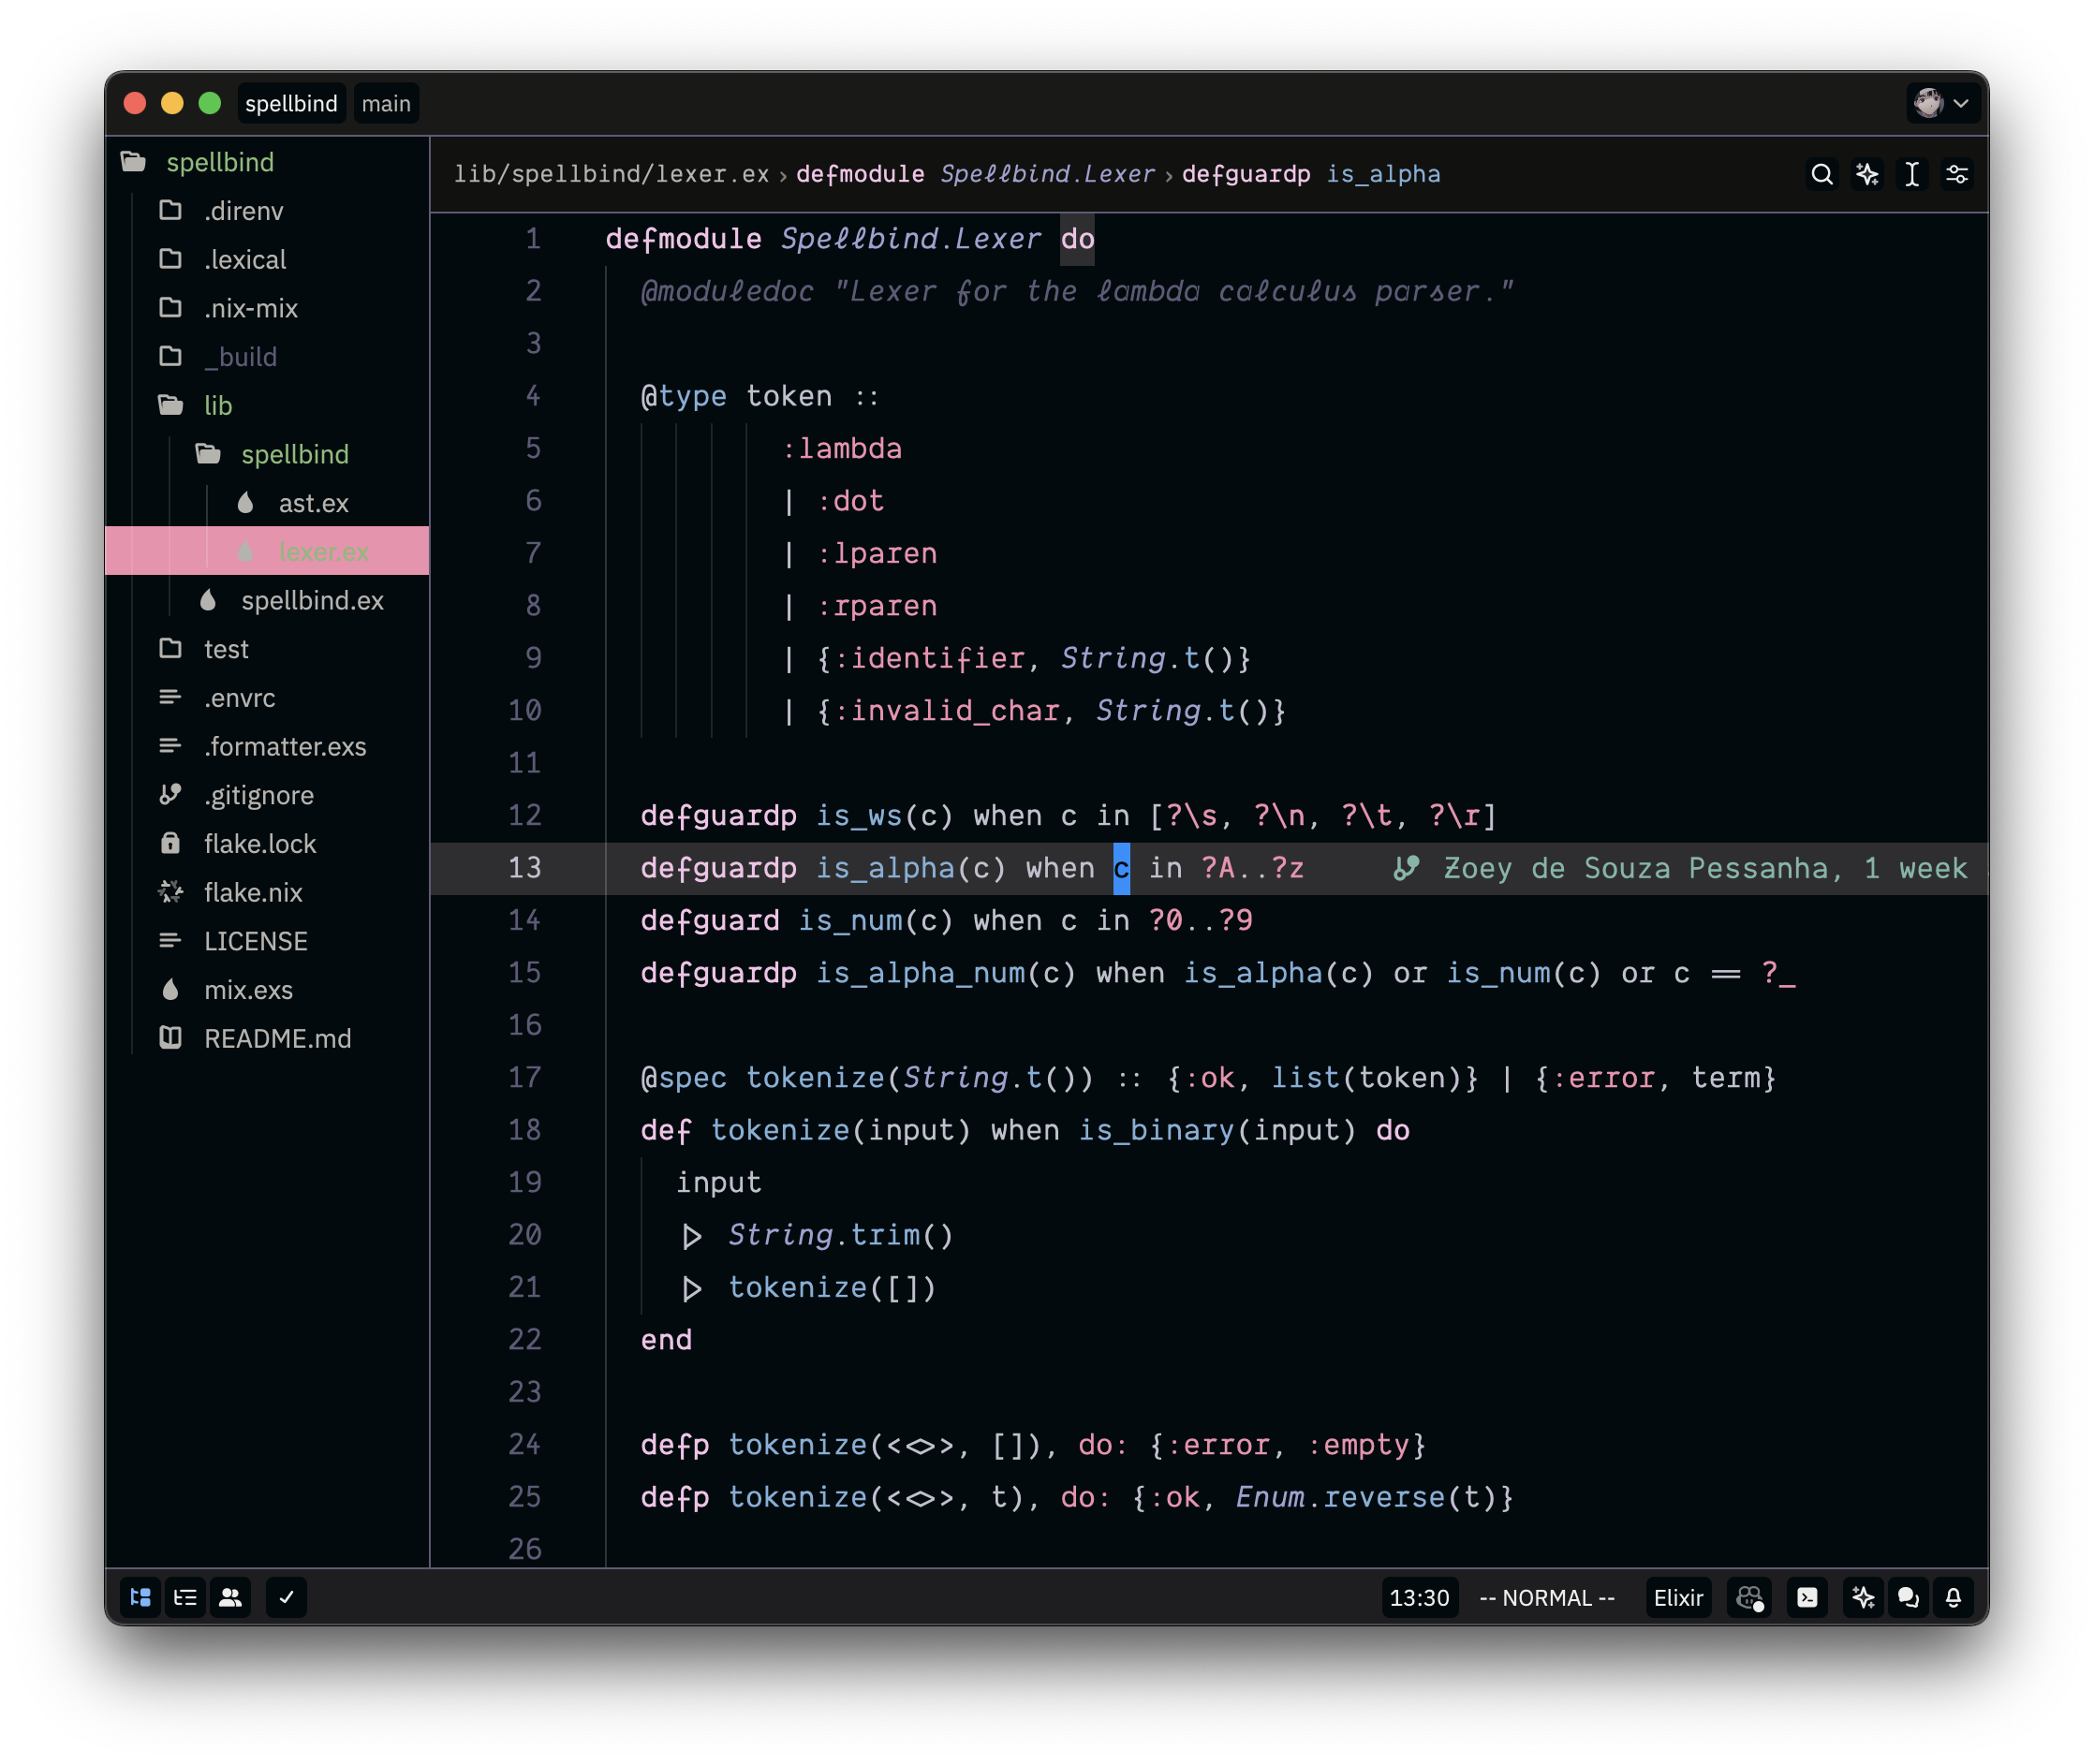 spellbind main
spellbind
.direnv
.lexical
.nix-mix
_build
lib
spellbind
ast.ex
lexer.ex
spellbind.ex
test
.envrc
.formatter.exs
.gitignore
flake.lock
flake.nix
LICENSE
mix.exs
README.md
lib/spellbind/lexer.ex › defmodule Spellbind.Lexer › defguardp is_alpha
1 defmodule Spellbind.Lexer do
2 @moduledoc "Lexer for the lambda calculus parser."
3
4 @type token ::
5 :lambda
6 | :dot
7 | :lparen
8 | :rparen
9 | {:identifier, String.t()}
10 | {:invalid_char, String.t()}
11
12 defguardp is_ws(c) when c in [?\s, ?\n, ?\t, ?\r]
13 defguardp is_alpha(c) when c in ?A..?z Zoey de Souza Pessanha, 1 week
14 defguard is_num(c) when c in ?0..?9
15 defguardp is_alpha_num(c) when is_alpha(c) or is_num(c) or c == ?_
16
17 @spec tokenize(String.t()) :: {:ok, list(token)} | {:error, term}
18 def tokenize(input) when is_binary(input) do
19 input
20 |> String.trim()
21 |> tokenize([])
22 end
23
24 defp tokenize(<<>>, []), do: {:error, :empty}
25 defp tokenize(<<>>, t), do: {:ok, Enum.reverse(t)}
26
13:30 -- NORMAL -- Elixir